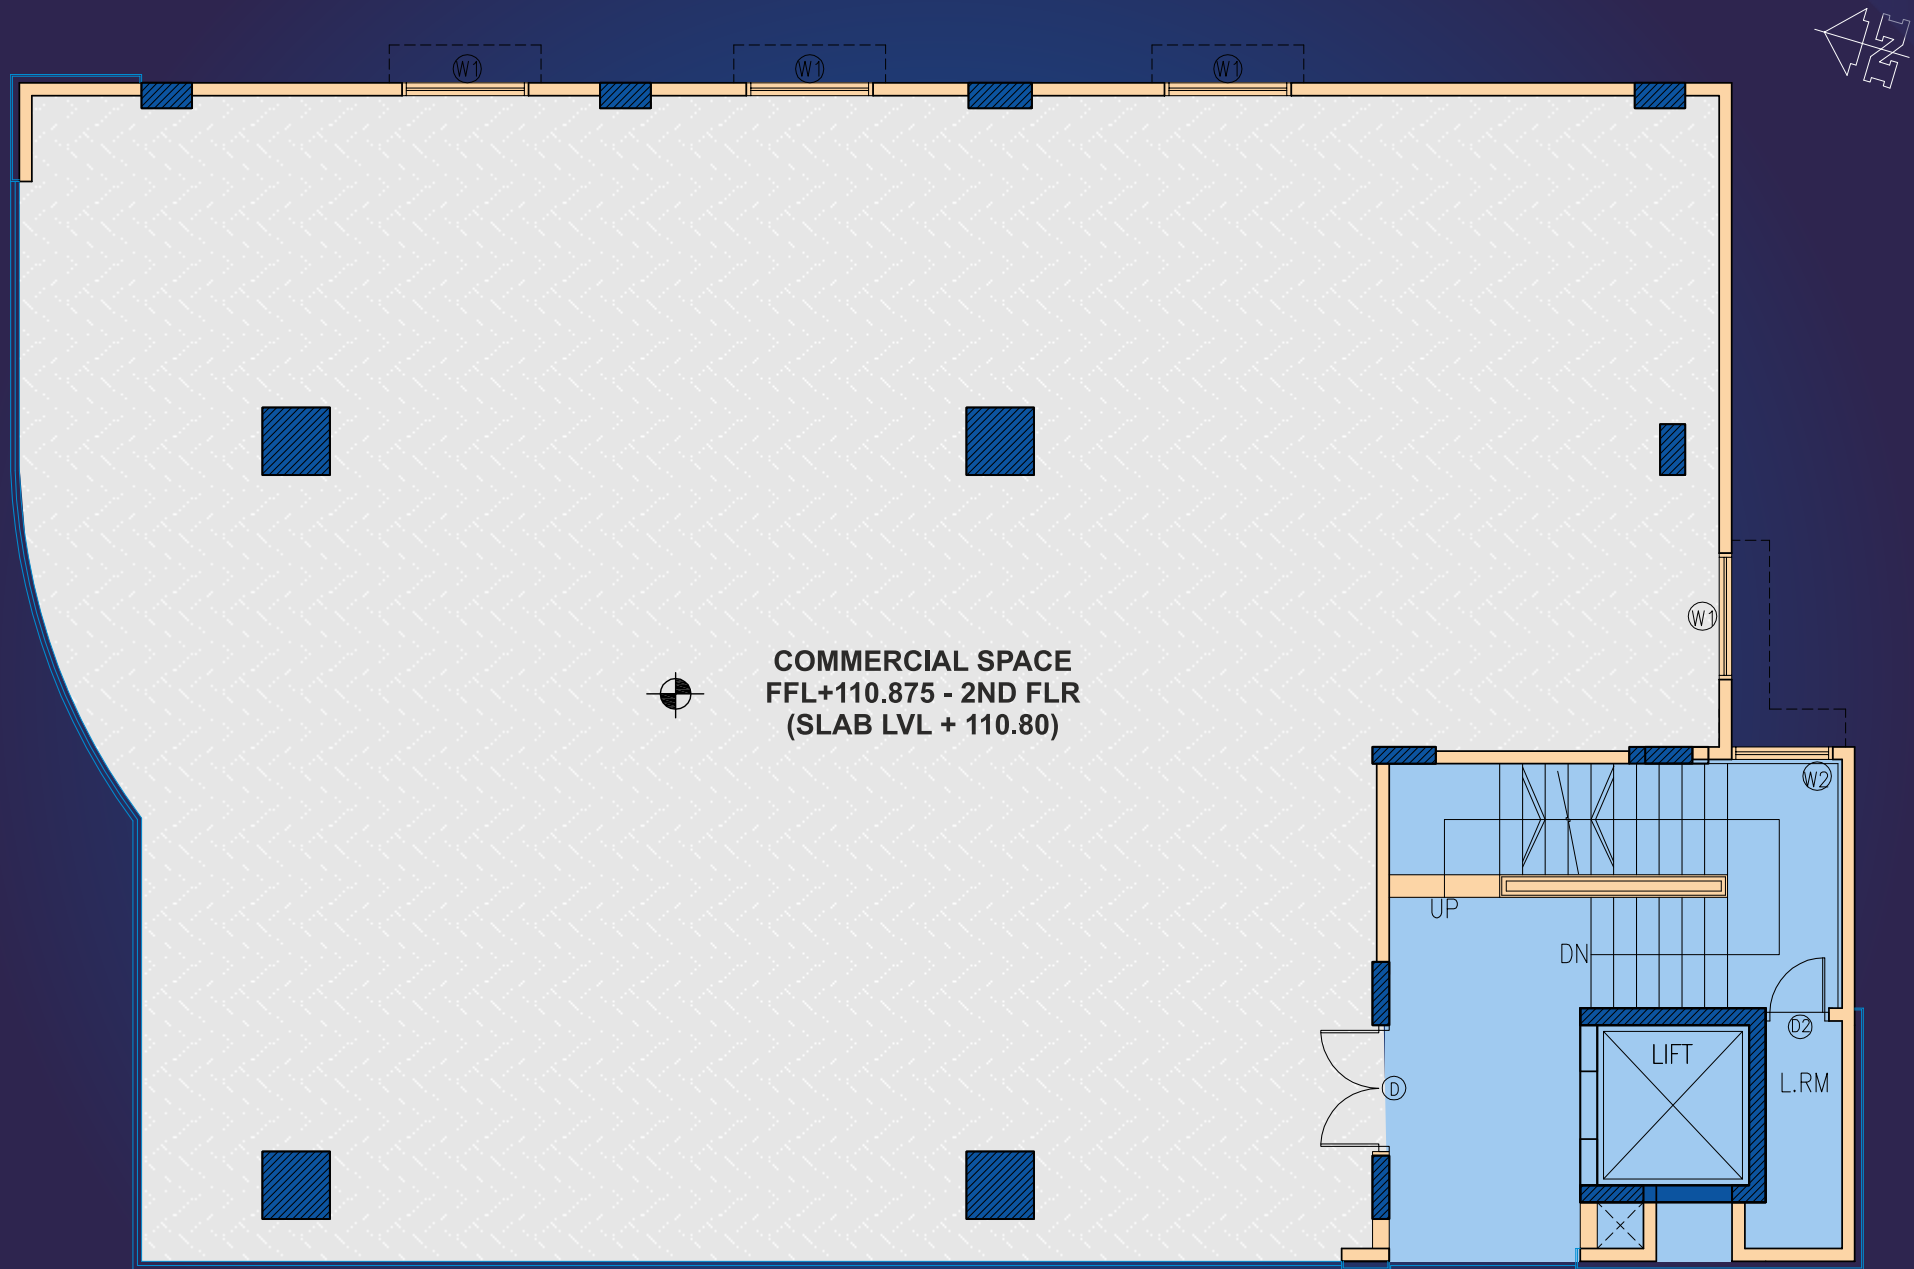 N
W1
W1
W1
W1
COMMERCIAL SPACE
FFL+110.875 - 2ND FLR
(SLAB LVL + 110.80)
W2
UP
DN
D2
LIFT
L.RM
D